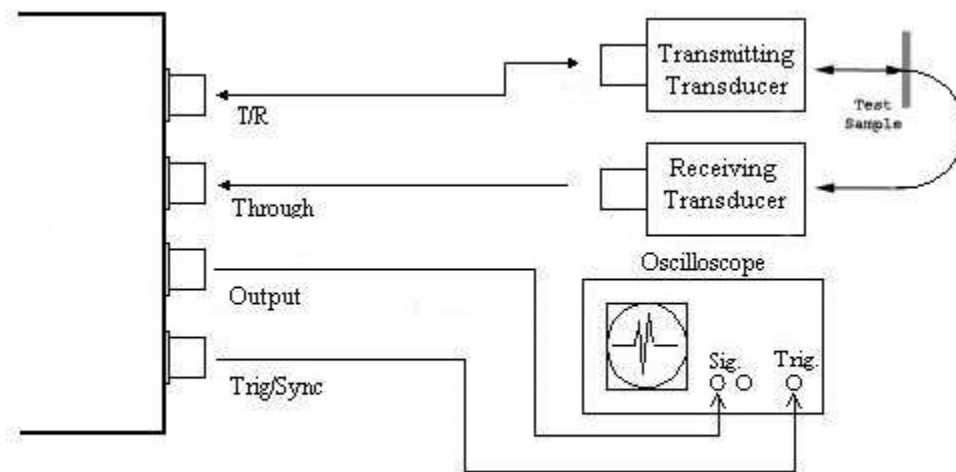 Transmitting
Transducer
T/R
Test
Sample
Receiving
Transducer
Through
Oscilloscope
Output
Sig.
Trig.
Trig/Sync